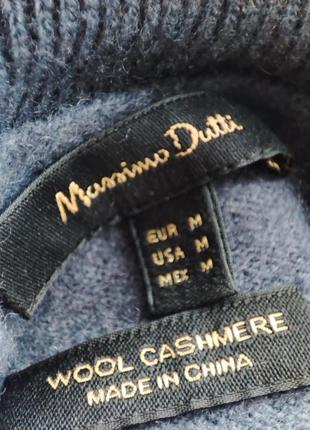 Massimo Dutti
EUR M
USA M
MEX M
WOOL CASHMERE
MADE IN CHINA